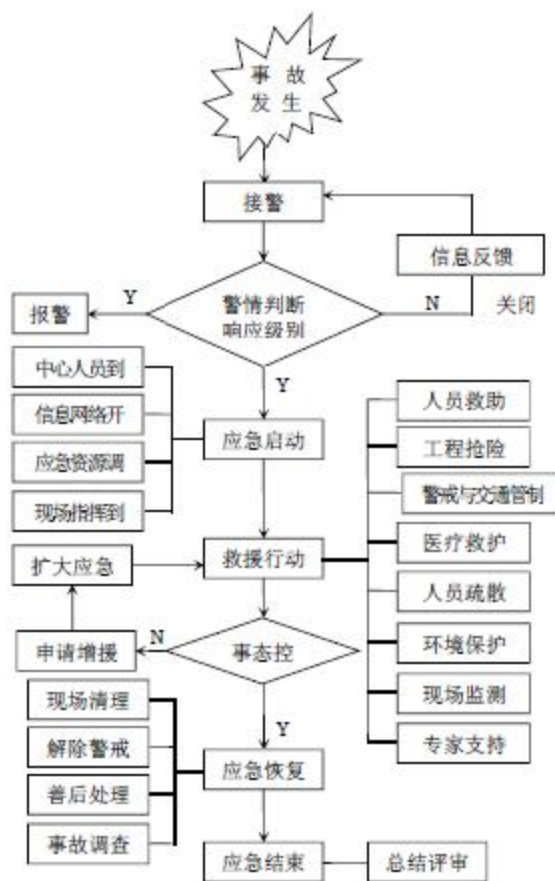 事 故
发 生
接警
信息反馈
Y
警情判断
响应级别
N
关闭
报警
Y
中心人员到
信息网络开
应急资源调
现场指挥到
应急启动
人员救助
工程抢险
警戒与交通管制
医疗救护
人员疏散
环境保护
现场监测
专家支持
扩大应急
救援行动
N
申请增援
事态控
Y
现场清理
解除警戒
善后处理
事故调查
应急恢复
应急结束
总结评审